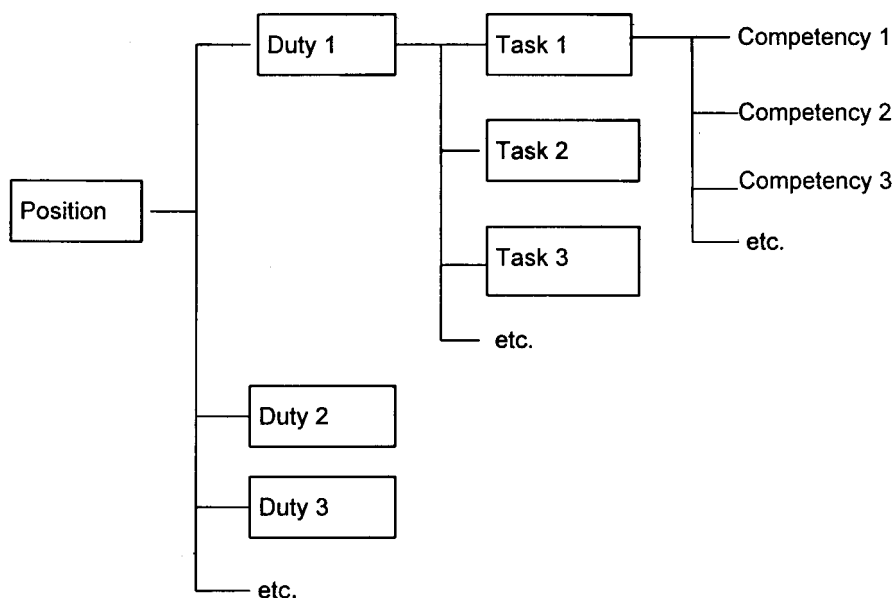 Duty 1
Task 1
Competency 1
Competency 2
Task 2
Competency 3
Position
etc.
Task 3
etc.
Duty 2
Duty 3
etc.